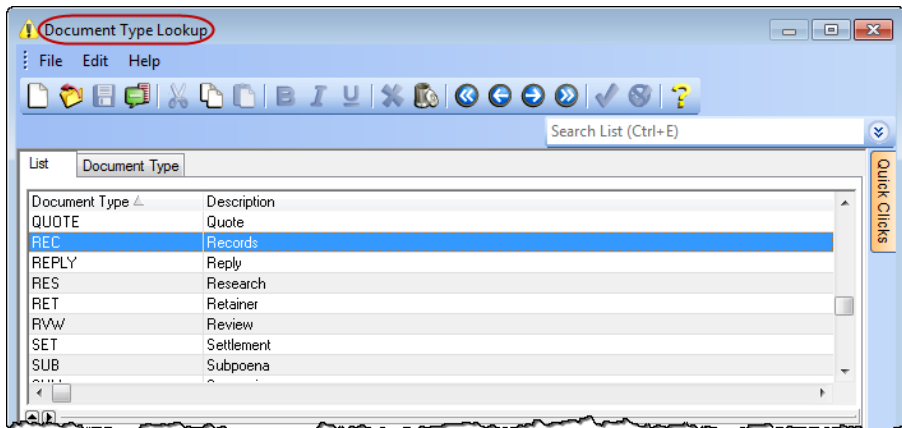 Document Type Lookup
File Edit Help
B I U ?
Search List (Ctrl+E)
List Document Type
Quick Clicks
Document Type Description
QUOTE Quote
REC Records
REPLY Reply
RES Research
RET Retainer
RVW Review
SET Settlement
SUB Subpoena